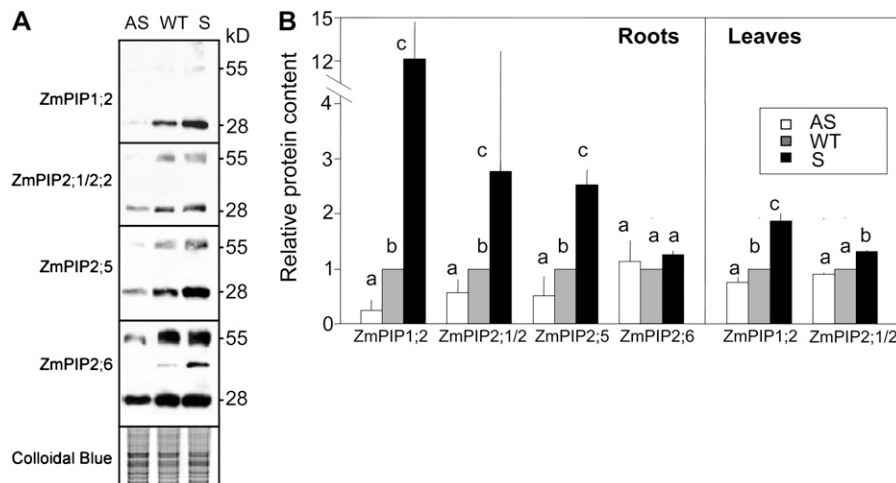 A
AS WT S
kD
ZmPIP1;2
-55
-28
ZmPIP2;1/2;2
-55
-28
ZmPIP2;5
-55
-28
ZmPIP2;6
-55
-28
Colloidal Blue
B
Relative protein content
15
12
4
3
2
1
0
Roots
Leaves
AS
WT
S
a b c
a b c
a b c
a a a
a b c
a a b
ZmPIP1;2 ZmPIP2;1/2 ZmPIP2;5 ZmPIP2;6 ZmPIP1;2 ZmPIP2;1/2